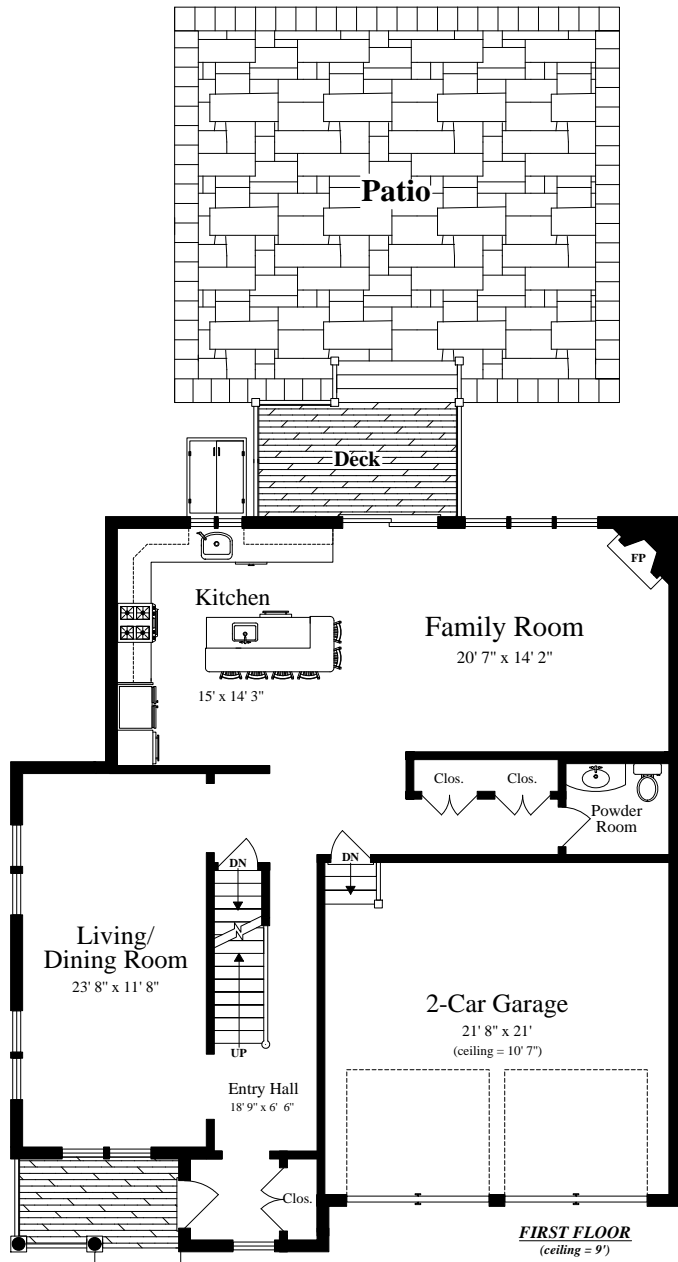 Patio
Deck
FP
Kitchen
15' x 14' 3"
Family Room
20' 7" x 14' 2"
Clos.
Clos.
Powder
Room
DN
DN
Living/
Dining Room
23' 8" x 11' 8"
2-Car Garage
21' 8" x 21'
(ceiling = 10' 7")
UP
Entry Hall
18' 9" x 6' 6"
Clos.
FIRST FLOOR
(ceiling = 9')